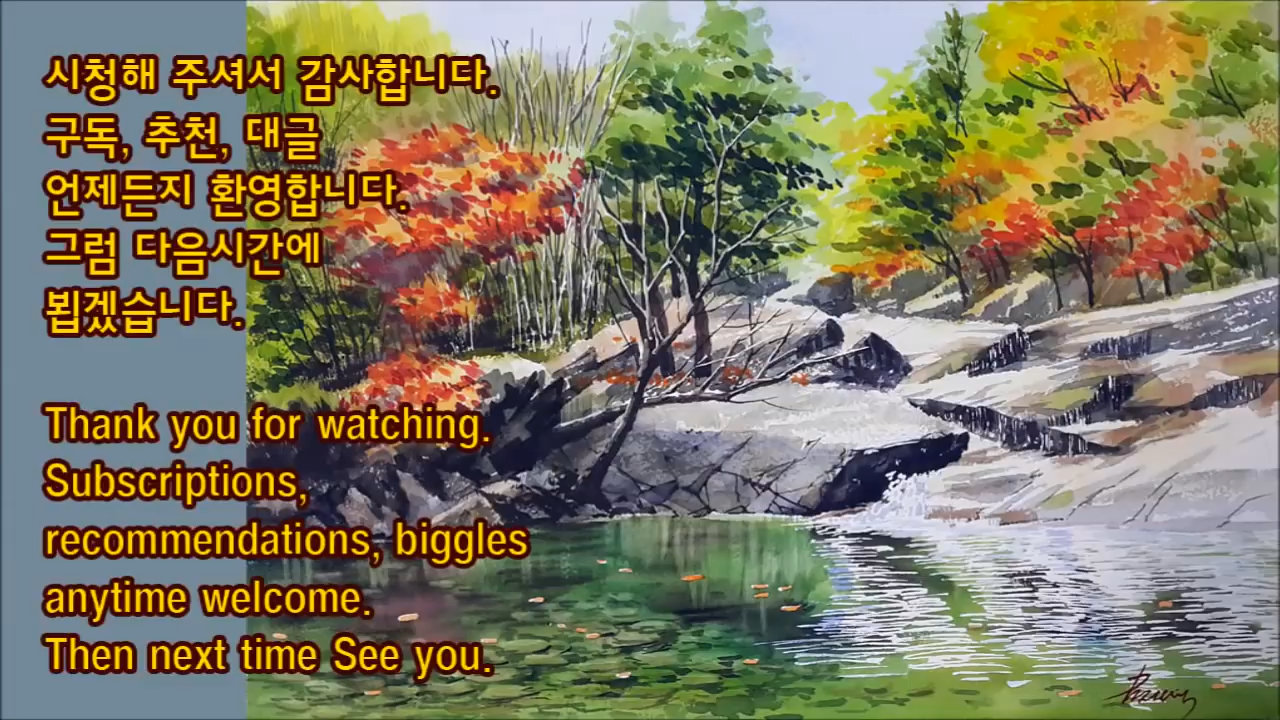 시청해 주셔서 감사합니다.
구독, 추천, 대글
언제든지 환영합니다.
그럼 다음시간에
뵙겠습니다.
Thank you for watching.
Subscriptions,
recommendations, biggles
anytime welcome.
Then next time See you.